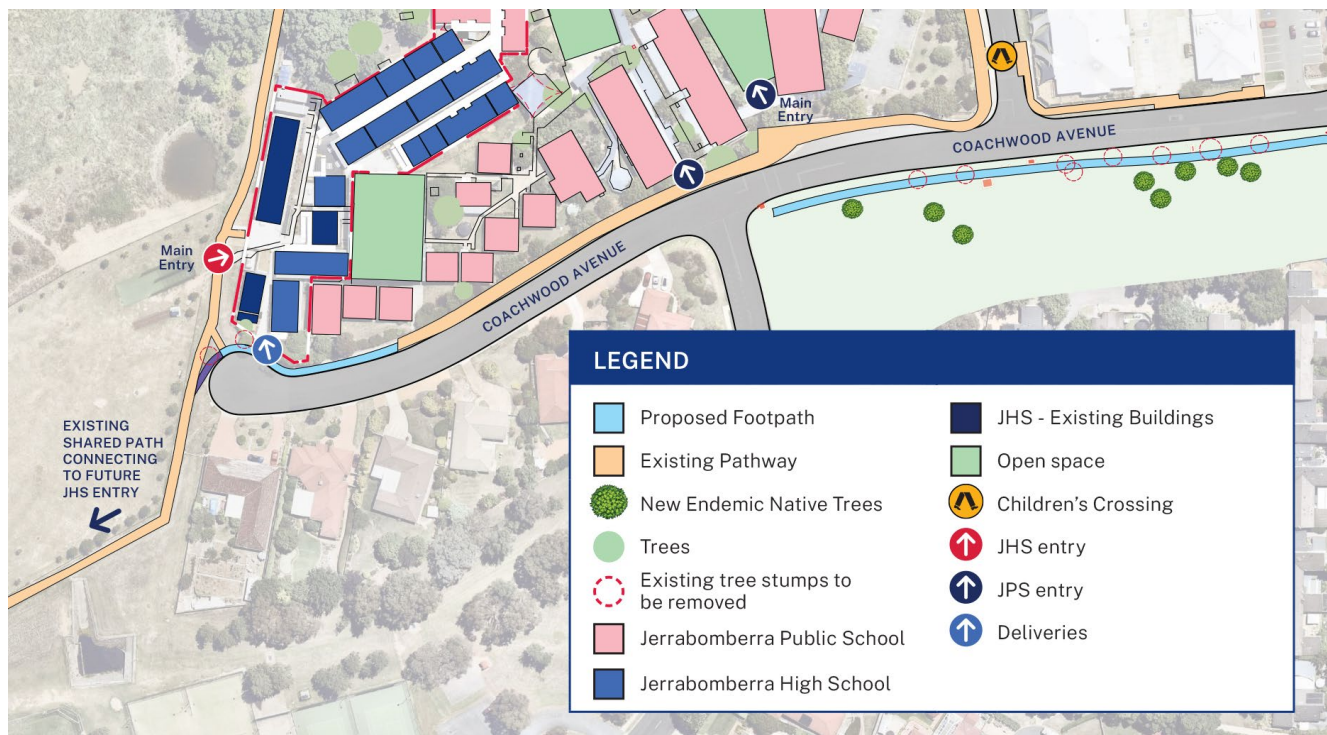 Main
Entry
COACHWOOD AVENUE
Main
Entry
COACHWOOD AVENUE
EXISTING
SHARED PATH
CONNECTING
TO FUTURE
JHS ENTRY
LEGEND
Proposed Footpath
Existing Pathway
New Endemic Native Trees
Trees
Existing tree stumps to
be removed
Jerrabomberra Public School
Jerrabomberra High School
JHS - Existing Buildings
Open space
Children’s Crossing
JHS entry
JPS entry
Deliveries